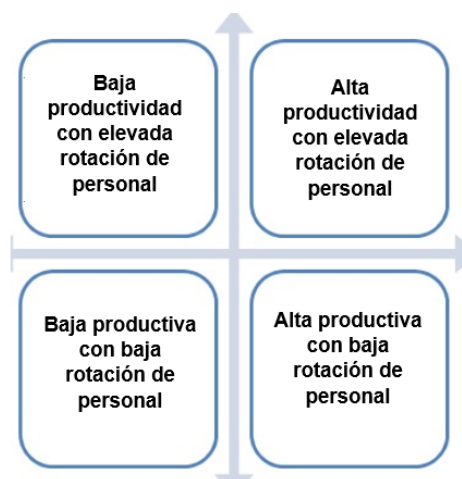 Baja
productividad
con elevada
rotación de
personal
Alta
productividad
con elevada
rotación de
personal
Baja productiva
con baja
rotación de
personal
Alta productiva
con baja
rotación de
personal